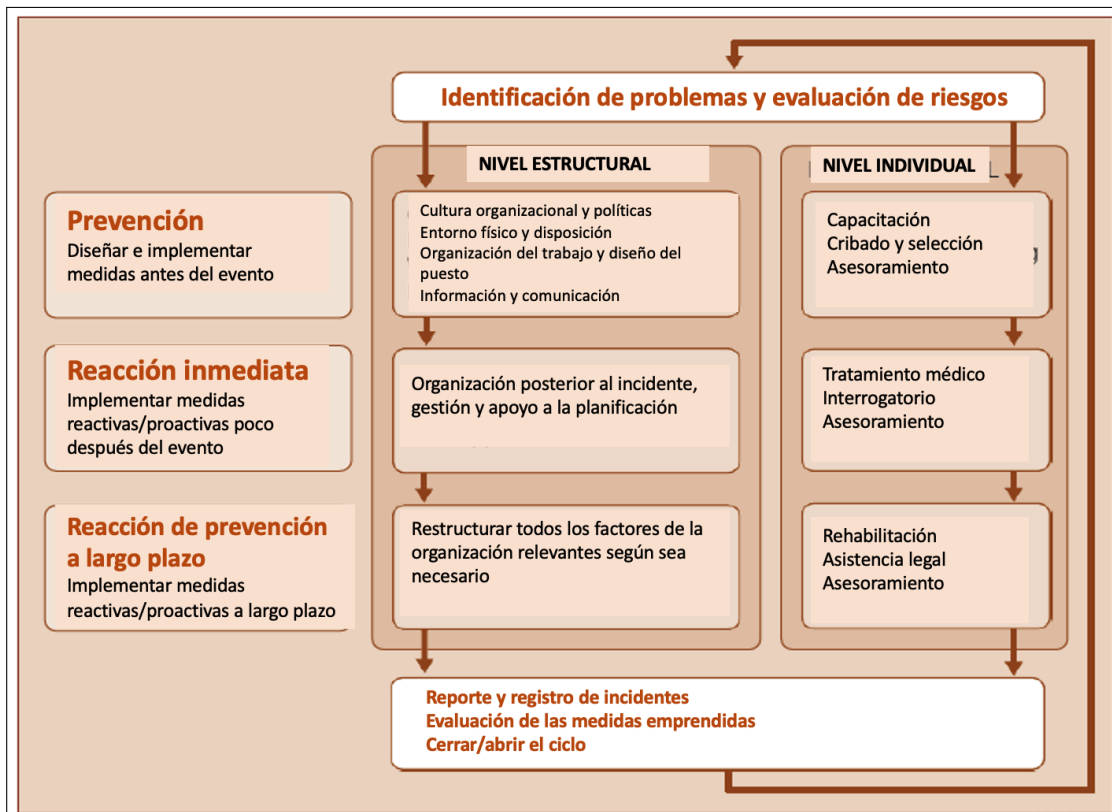 Identificación de problemas y evaluación de riesgos
NIVEL ESTRUCTURAL
NIVEL INDIVIDUAL
Prevención
Diseñar e implementar
medidas antes del evento
Cultura organizacional y políticas
Entorno físico y disposición
Organización del trabajo y diseño del
puesto
Información y comunicación
Capacitación
Cribado y selección
Asesoramiento
Reacción inmediata
Implementar medidas
reactivas/proactivas poco
después del evento
Organización posterior al incidente,
gestión y apoyo a la planificación
Tratamiento médico
Interrogatorio
Asesoramiento
Reacción de prevención
a largo plazo
Implementar medidas
reactivas/proactivas a largo plazo
Restructurar todos los factores de la
organización relevantes según sea
necesario
Rehabilitación
Asistencia legal
Asesoramiento
Reporte y registro de incidentes
Evaluación de las medidas emprendidas
Cerrar/abrir el ciclo